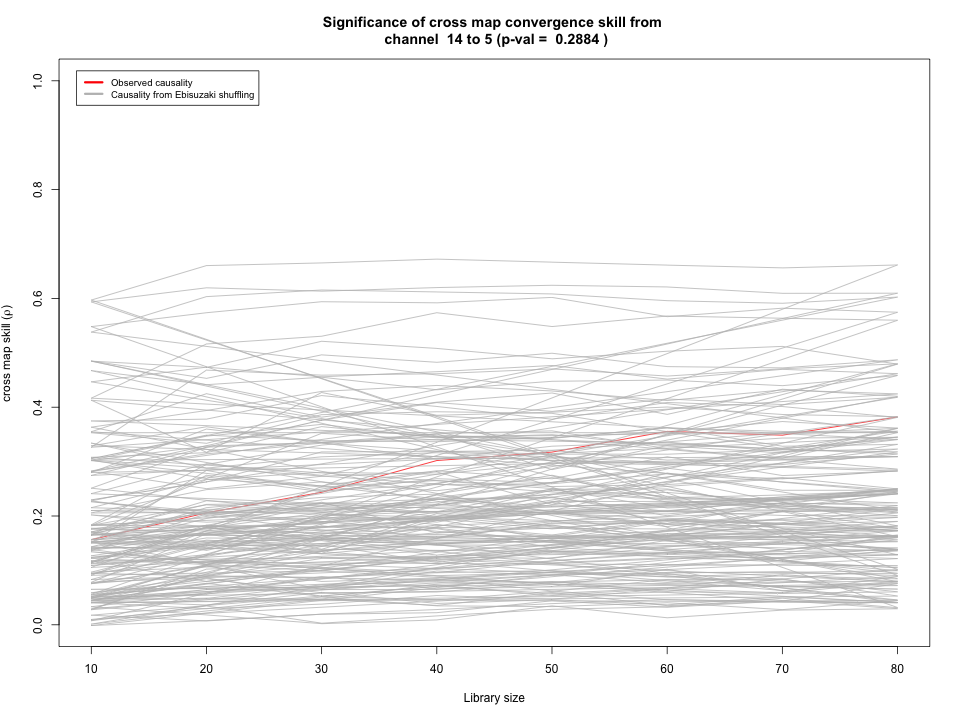 Significance of cross map convergence skill from
channel 14 to 5 (p-val = 0.2884 )
Observed causality
Causality from Ebisuzaki shuffling
cross map skill (ρ)
1.0
0.8
0.6
0.4
0.2
0.0
10 20 30 40 50 60 70 80
Library size